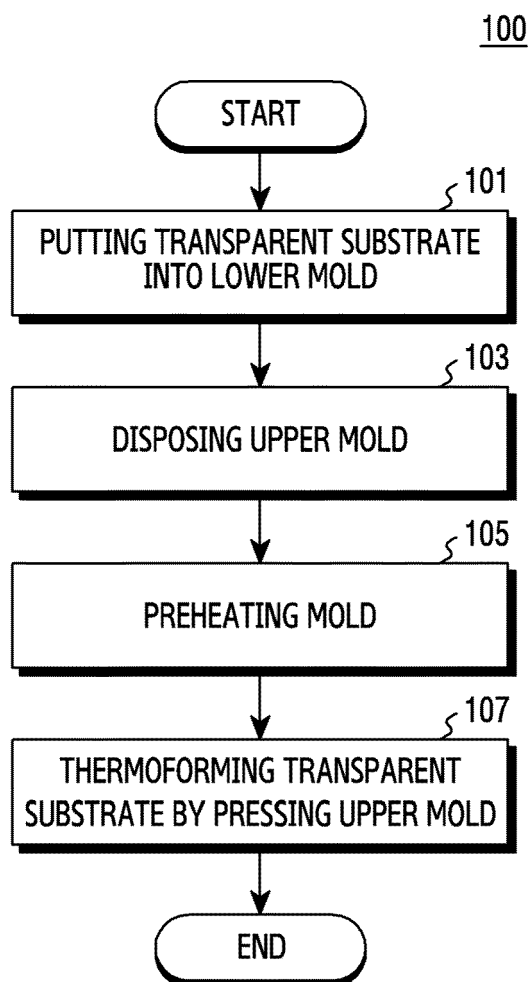 100
START
101
PUTTING TRANSPARENT SUBSTRATE
INTO LOWER MOLD
103
DISPOSING UPPER MOLD
105
PREHEATING MOLD
107
THERMOFORMING TRANSPARENT
SUBSTRATE BY PRESSING UPPER MOLD
END